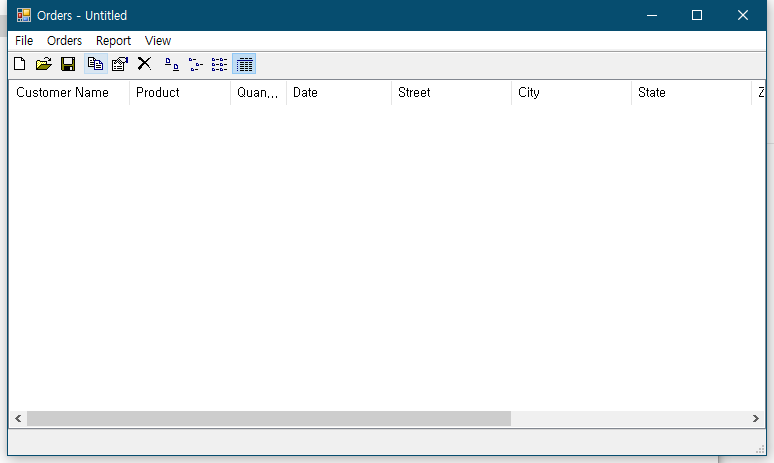 Orders - Untitled
File Orders Report View
Customer Name Product Quan... Date Street City State Z